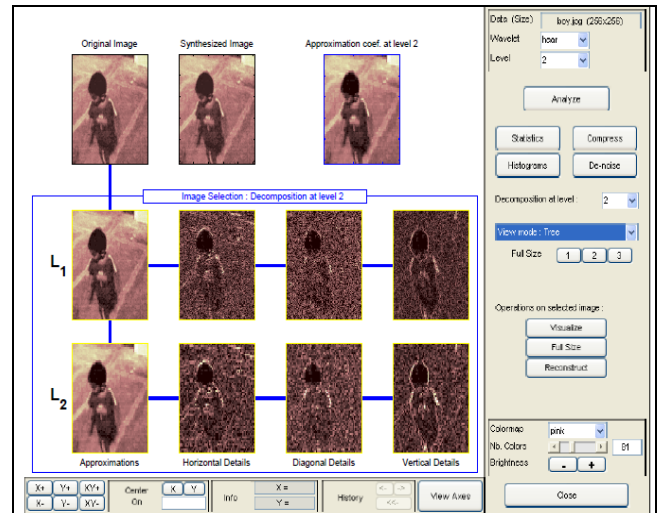 Original Image
Synthesized Image
Approximation coef. at level 2
Image Selection : Decomposition at level 2
L1
L2
Approximations
Horizontal Details
Diagonal Details
Vertical Details
X+ Y+ XY+
X- Y- XY-
Center On
X Y
Info
X =
Y =
History
<- ->
<<-
View Axes
Data (Size) boy.jpg (256x256)
Wavelet haar
Level 2
Analyze
Statistics Compress
Histograms De-noise
Decomposition at level : 2
View mode : Tree
Full Size 1 2 3
Operations on selected image :
Visualize
Full Size
Reconstruct
Colormap pink
Nb. Colors 81
Brightness - +
Close